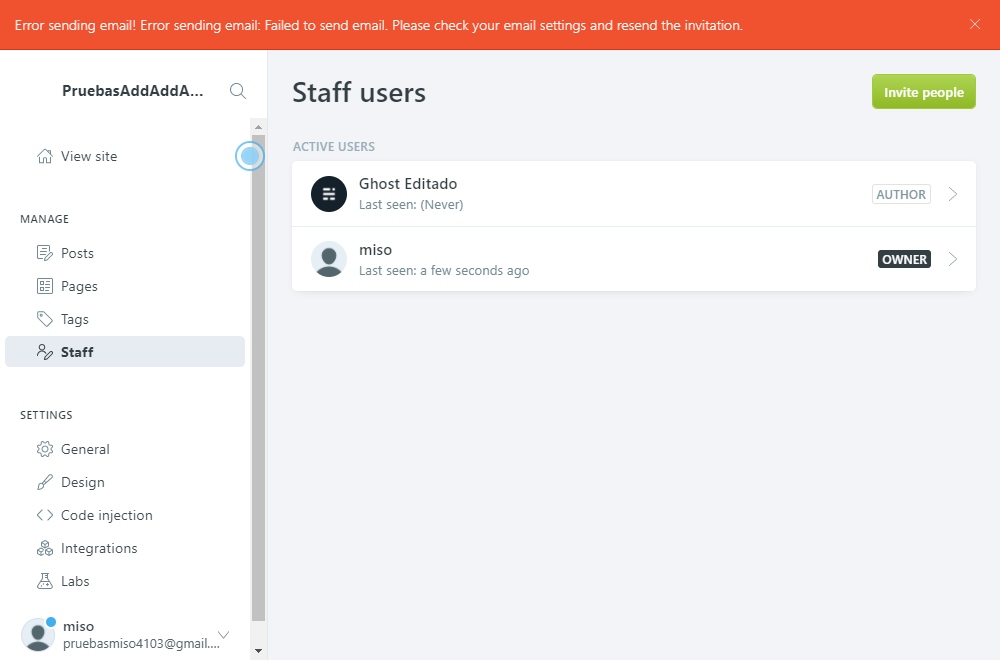 Error sending email! Error sending email: Failed to send email. Please check your email settings and resend the invitation.
PruebasAddAddA...
View site
MANAGE
Posts
Pages
Tags
Staff
SETTINGS
General
Design
Code injection
Integrations
Labs
miso
pruebasmiso4103@gmail....
Staff users
Invite people
ACTIVE USERS
Ghost Editado
Last seen: (Never)
AUTHOR
miso
Last seen: a few seconds ago
OWNER